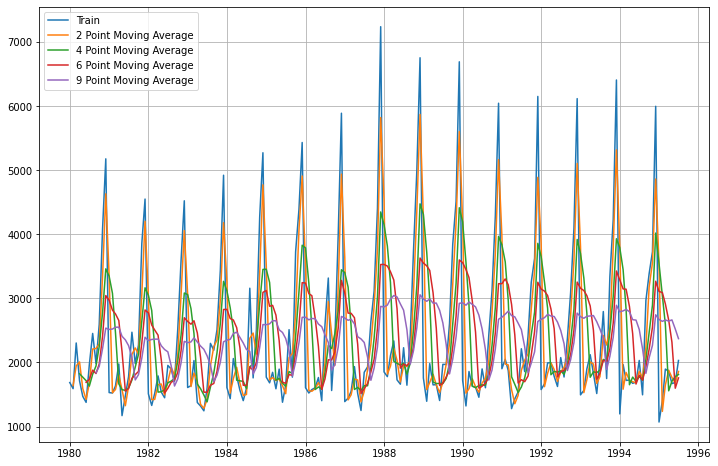 Train
2 Point Moving Average
4 Point Moving Average
6 Point Moving Average
9 Point Moving Average
7000
6000
5000
4000
3000
2000
1000
1980 1982 1984 1986 1988 1990 1992 1994 1996